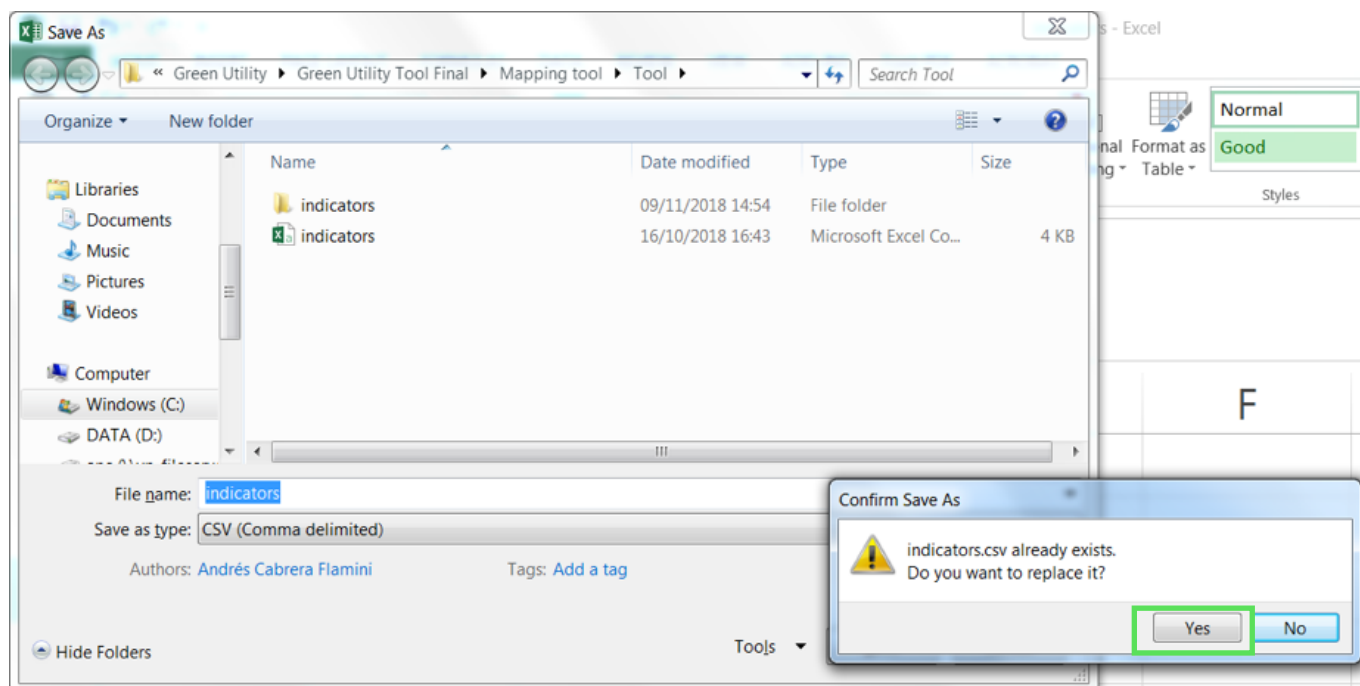 Save As
s - Excel
« Green Utility Green Utility Tool Final Mapping tool Tool
Search Tool
Organize New folder
Name Date modified Type Size
Libraries
Documents
Music
Pictures
Videos
Computer
Windows (C:)
DATA (D:)
indicators 09/11/2018 14:54 File folder
indicators 16/10/2018 16:43 Microsoft Excel Co... 4 KB
File name: indicators
Save as type: CSV (Comma delimited)
Authors: Andrés Cabrera Flamini Tags: Add a tag
Hide Folders
Tools
Confirm Save As
indicators.csv already exists.
Do you want to replace it?
Yes No
nal Format as
ng Table
Normal
Good
Styles
F